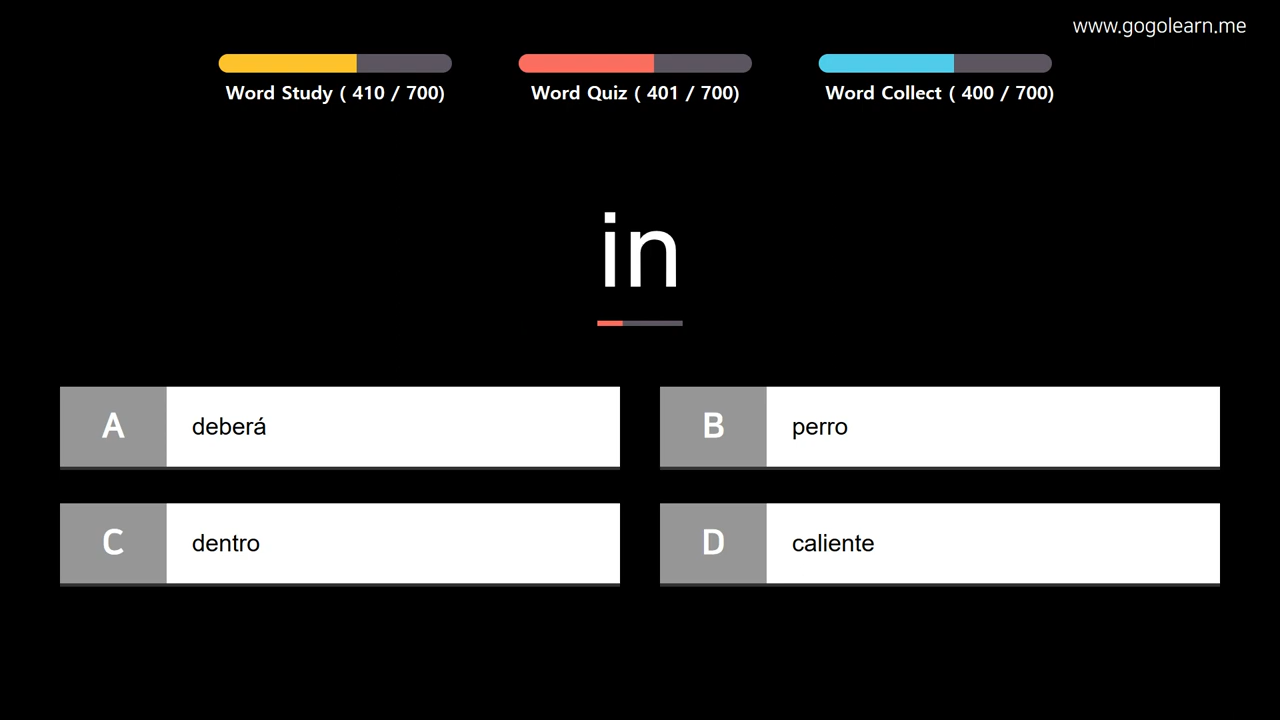 www.gogolearn.me
Word Study ( 410 / 700)
Word Quiz ( 401 / 700)
Word Collect ( 400 / 700)
in
A deberá
B perro
C dentro
D caliente